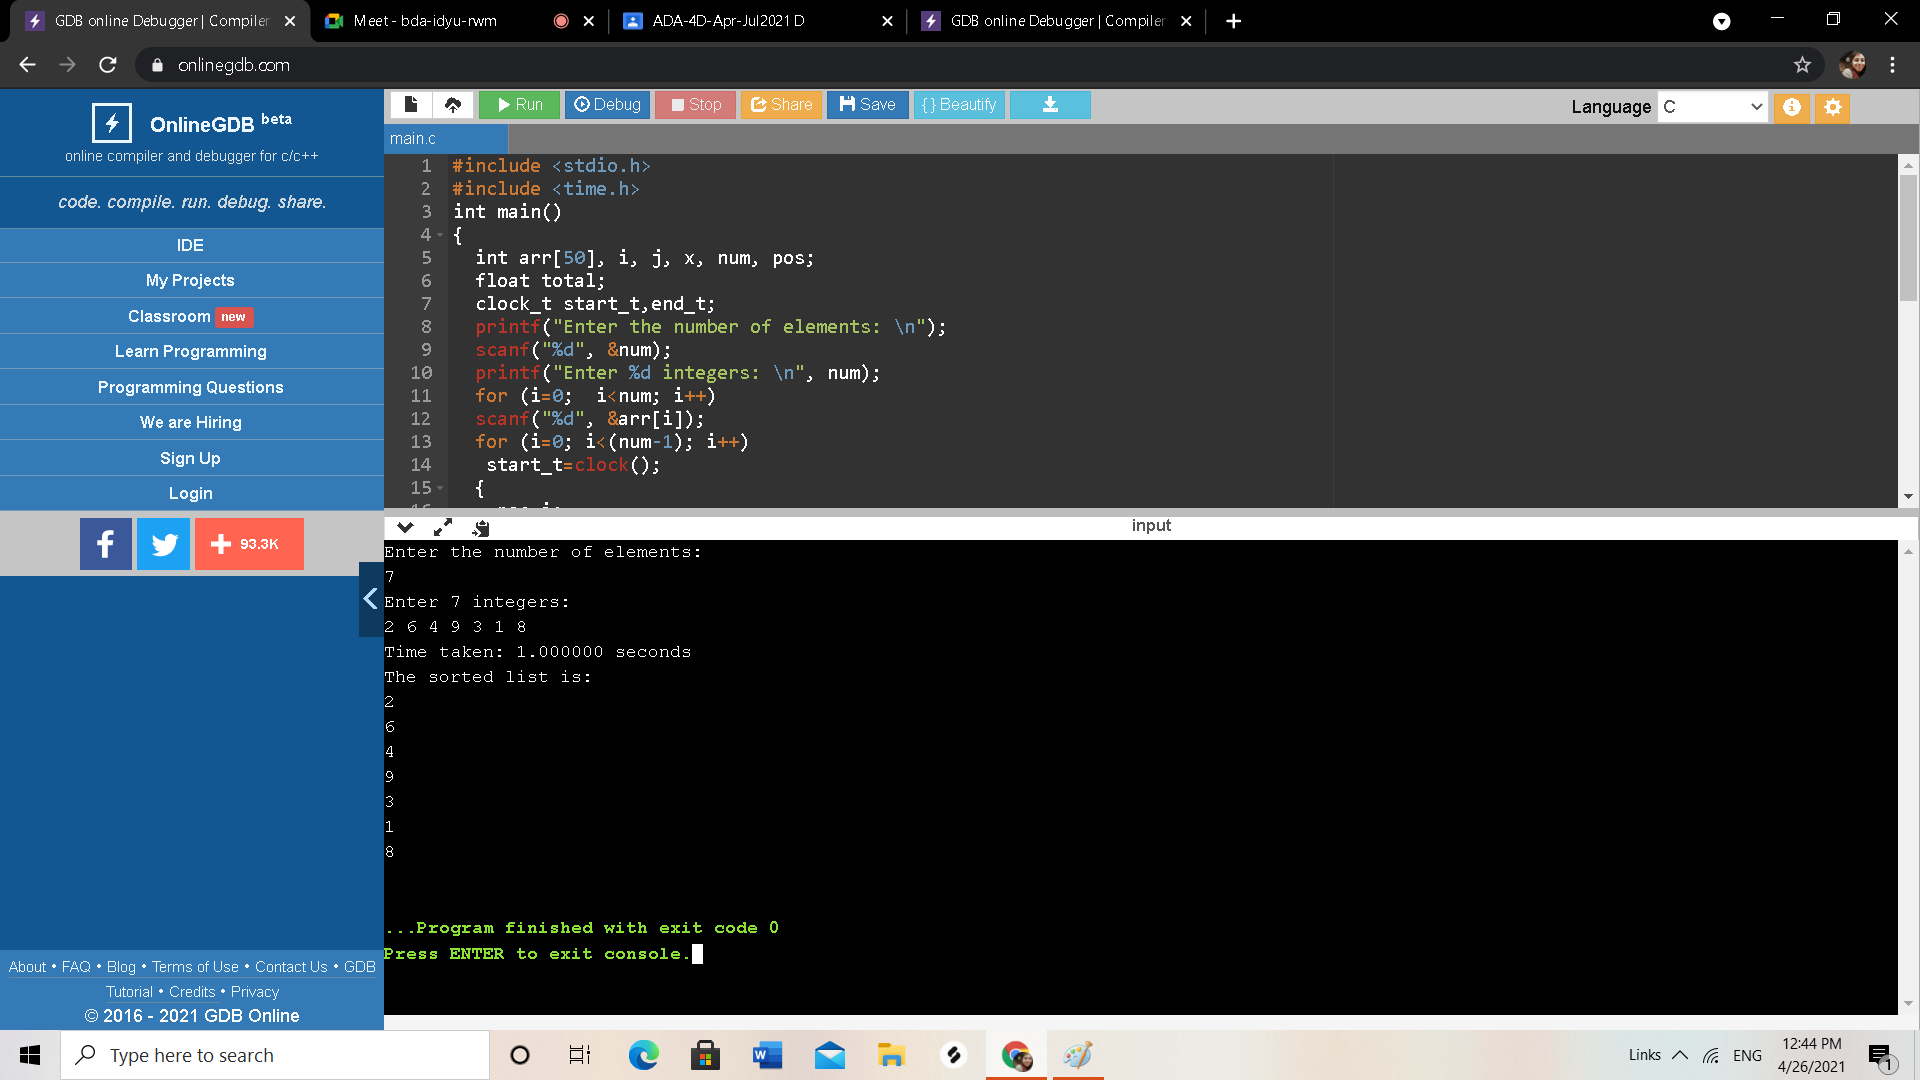 GDB online Debugger | Compiler
Meet - bda-idyu-rwm
ADA-4D-Apr-Jul2021 D
GDB online Debugger | Compiler
onlinegdb.com
OnlineGDB beta
online compiler and debugger for c/c++
code. compile. run. debug. share.
IDE
My Projects
Classroom new
Learn Programming
Programming Questions
We are Hiring
Sign Up
Login
93.3K
About • FAQ • Blog • Terms of Use • Contact Us • GDB
Tutorial • Credits • Privacy
© 2016 - 2021 GDB Online
Run Debug Stop Share Save {} Beautify
Language C
main.c
1 #include <stdio.h>
2 #include <time.h>
3 int main()
4 {
5 int arr[50], i, j, x, num, pos;
6 float total;
7 clock_t start_t,end_t;
8 printf("Enter the number of elements: \n");
9 scanf("%d", &num);
10 printf("Enter %d integers: \n", num);
11 for (i=0;  i<num; i++)
12 scanf("%d", &arr[i]);
13 for (i=0; i<(num-1); i++)
14 start_t=clock();
15 {
input
Enter the number of elements:
7
Enter 7 integers:
2 6 4 9 3 1 8
Time taken: 1.000000 seconds
The sorted list is:
2
6
4
9
3
1
8
...Program finished with exit code 0
Press ENTER to exit console.
Type here to search
Links
ENG
12:44 PM
4/26/2021
1